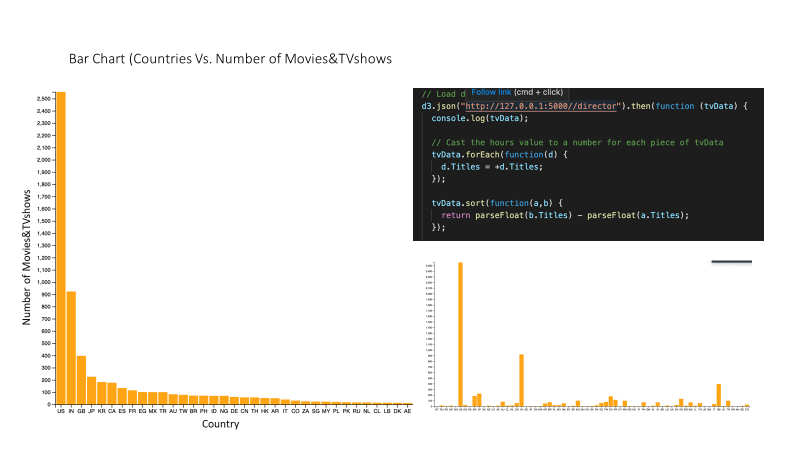 Bar Chart (Countries Vs. Number of Movies&TVshows
2,500
2,400
2,300
2,200
2,100
2,000
1,900
1,800
1,700
1,600
1,500
1,400
1,300
1,200
1,100
1,000
900
800
700
600
500
400
300
200
100
0
Number of Movies&TVshows
US IN GB JP KR CA ES FR EG MX TR AU TW BR PH ID NG DE CN TH HK AR IT CO ZA SG MY PL PK RU NL CL LB DK AE
Country
// Load d
Follow link (cmd + click)
d3.json("http://127.0.0.1:5000//director").then(function (tvData) {
console.log(tvData);
// Cast the hours value to a number for each piece of tvData
tvData.forEach(function(d) {
d.Titles = +d.Titles;
});
tvData.sort(function(a,b) {
return parseFloat(b.Titles) - parseFloat(a.Titles);
});